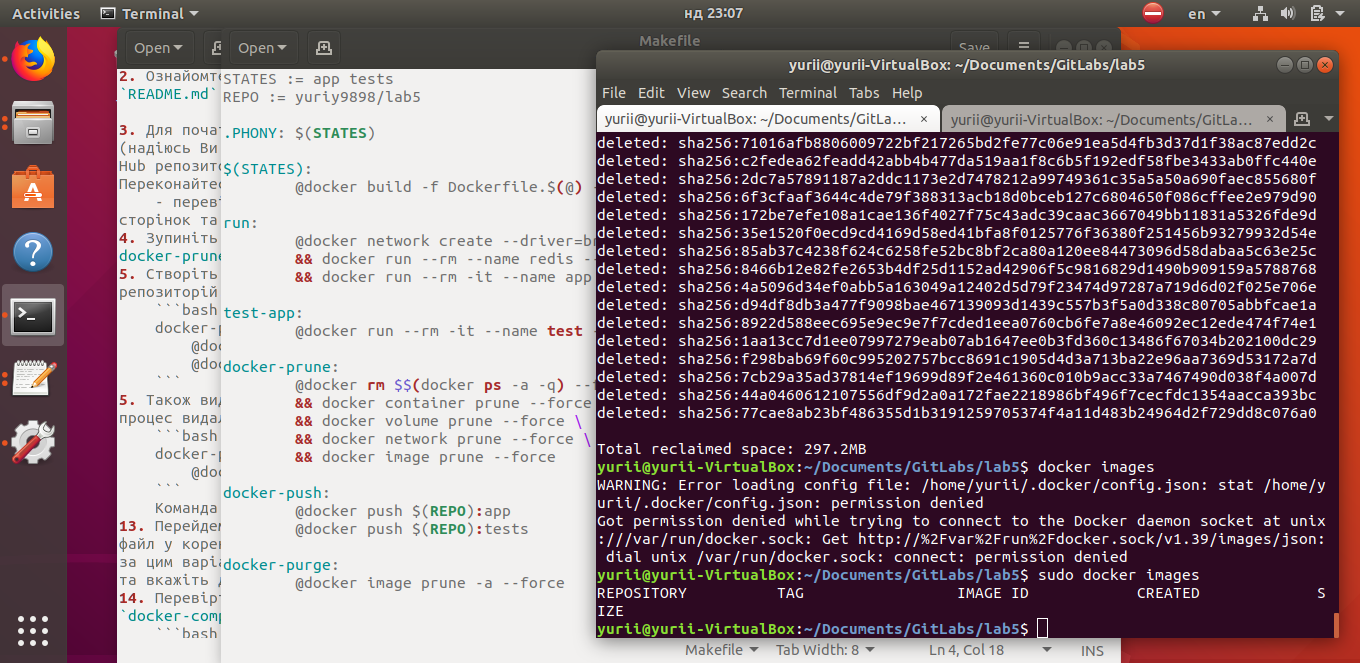 Activities
Terminal
нд 23:07
en
Open
Open
Makefile
Save
2. Ознайомте
`README.md`
3. Для почат
(надіюсь Ви
Hub репозито
Переконайтес
- перевт
сторінок та
4. Зупиніть
docker-prune
5. Створіть
репозиторій
```bash
docker-p
@doc
@doc
```
5. Також вид
процес видал
```bash
docker-p
@doc
```
Команда
13. Перейдем
файл у корен
за цим варіа
та вкажіть Д
14. Перевірт
`docker-comp
```bash
STATES := app tests
REPO := yuriy9898/lab5
.PHONY: $(STATES)
$(STATES):
@docker build -f Dockerfile.$(@) -
run:
@docker network create --driver=br
&& docker run --rm --name redis --
&& docker run --rm -it --name app
test-app:
@docker run --rm -it --name test -
docker-prune:
@docker rm $$(docker ps -a -q) --f
&& docker container prune --force
&& docker volume prune --force \
&& docker network prune --force \
&& docker image prune --force
docker-push:
@docker push $(REPO):app
@docker push $(REPO):tests
docker-purge:
@docker image prune -a --force
Makefile
Tab Width: 8
Ln 4, Col 18
INS
yurii@yurii-VirtualBox: ~/Documents/GitLabs/lab5
File Edit View Search Terminal Tabs Help
yurii@yurii-VirtualBox: ~/Documents/GitLa...
yurii@yurii-VirtualBox: ~/Documents/GitLa...
deleted: sha256:71016afb8806009722bf217265bd2fe77c06e91ea5d4fb3d37d1f38ac87edd2c
deleted: sha256:c2fedea62feadd42abb4b477da519aa1f8c6b5f192edf58fbe3433ab0ffc440e
deleted: sha256:2dc7a57891187a2ddc1173e2d7478212a99749361c35a5a50a690faec855680f
deleted: sha256:6f3cfaaf3644c4de79f388313acb18d0bceb127c6804650f086cffee2e979d90
deleted: sha256:172be7efe108a1cae136f4027f75c43adc39caac3667049bb11831a5326fde9d
deleted: sha256:35e1520f0ecd9cd4169d58ed41bfa8f0125776f36380f251456b93279932d54e
deleted: sha256:85ab37c4238f624c6258fe52bc8bf2ca80a120ee84473096d58dabaa5c63e25c
deleted: sha256:8466b12e82fe2653b4df25d1152ad42906f5c9816829d1490b909159a5788768
deleted: sha256:4a5096d34ef0abb5a163049a12402d5d79f23474d97287a719d6d02f025e706e
deleted: sha256:d94df8db3a477f9098bae467139093d1439c557b3f5a0d338c80705abbfcae1a
deleted: sha256:8922d588eec695e9ec9e7f7cded1eea0760cb6fe7a8e46092ec12ede474f74e1
deleted: sha256:1aa13cc7d1ee07997279eab07ab1647ee0b3fd360c13486f67034b202100dc29
deleted: sha256:f298bab69f60c995202757bcc8691c1905d4d3a713ba22e96aa7369d53172a7d
deleted: sha256:7cb29a35ad37814ef19699d89f2e461360c010b9acc33a7467490d038f4a007d
deleted: sha256:44a0460612107556df9d2a0a172fae2218986bf496f7cecfdc1354aacca393bc
deleted: sha256:77cae8ab23bf486355d1b3191259705374f4a11d483b24964d2f729dd8c076a0
Total reclaimed space: 297.2MB
yurii@yurii-VirtualBox:~/Documents/GitLabs/lab5$ docker images
WARNING: Error loading config file: /home/yurii/.docker/config.json: stat /home/y
urii/.docker/config.json: permission denied
Got permission denied while trying to connect to the Docker daemon socket at unix
:///var/run/docker.sock: Get http://%2Fvar%2Frun%2Fdocker.sock/v1.39/images/json:
dial unix /var/run/docker.sock: connect: permission denied
yurii@yurii-VirtualBox:~/Documents/GitLabs/lab5$ sudo docker images
REPOSITORY TAG IMAGE ID CREATED S
IZE
yurii@yurii-VirtualBox:~/Documents/GitLabs/lab5$